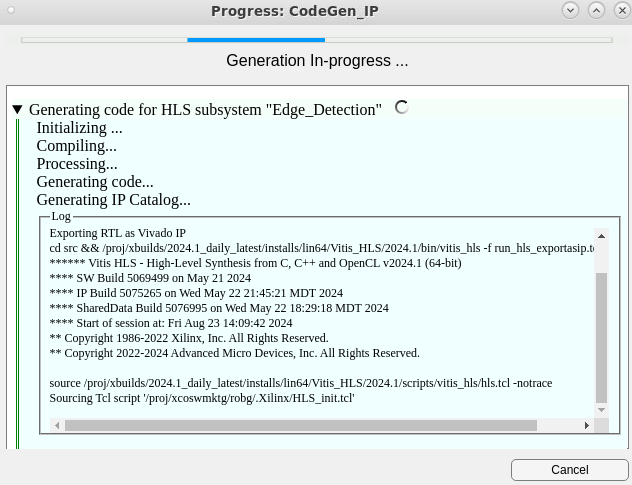 Progress: CodeGen_IP
Generation In-progress ...
Generating code for HLS subsystem "Edge_Detection"
Initializing ...
Compiling...
Processing...
Generating code...
Generating IP Catalog...
Log
Exporting RTL as Vivado IP
cd src && /proj/xbuilds/2024.1_daily_latest/installs/lin64/Vitis_HLS/2024.1/bin/vitis_hls -f run_hls_exportasip.t
****** Vitis HLS - High-Level Synthesis from C, C++ and OpenCL v2024.1 (64-bit)
**** SW Build 5069499 on May 21 2024
**** IP Build 5075265 on Wed May 22 21:45:21 MDT 2024
**** SharedData Build 5076995 on Wed May 22 18:29:18 MDT 2024
**** Start of session at: Fri Aug 23 14:09:42 2024
** Copyright 1986-2022 Xilinx, Inc. All Rights Reserved.
** Copyright 2022-2024 Advanced Micro Devices, Inc. All Rights Reserved.
source /proj/xbuilds/2024.1_daily_latest/installs/lin64/Vitis_HLS/2024.1/scripts/vitis_hls/hls.tcl -notrace
Sourcing Tcl script '/proj/xcoswmktg/robg/.Xilinx/HLS_init.tcl'
Cancel